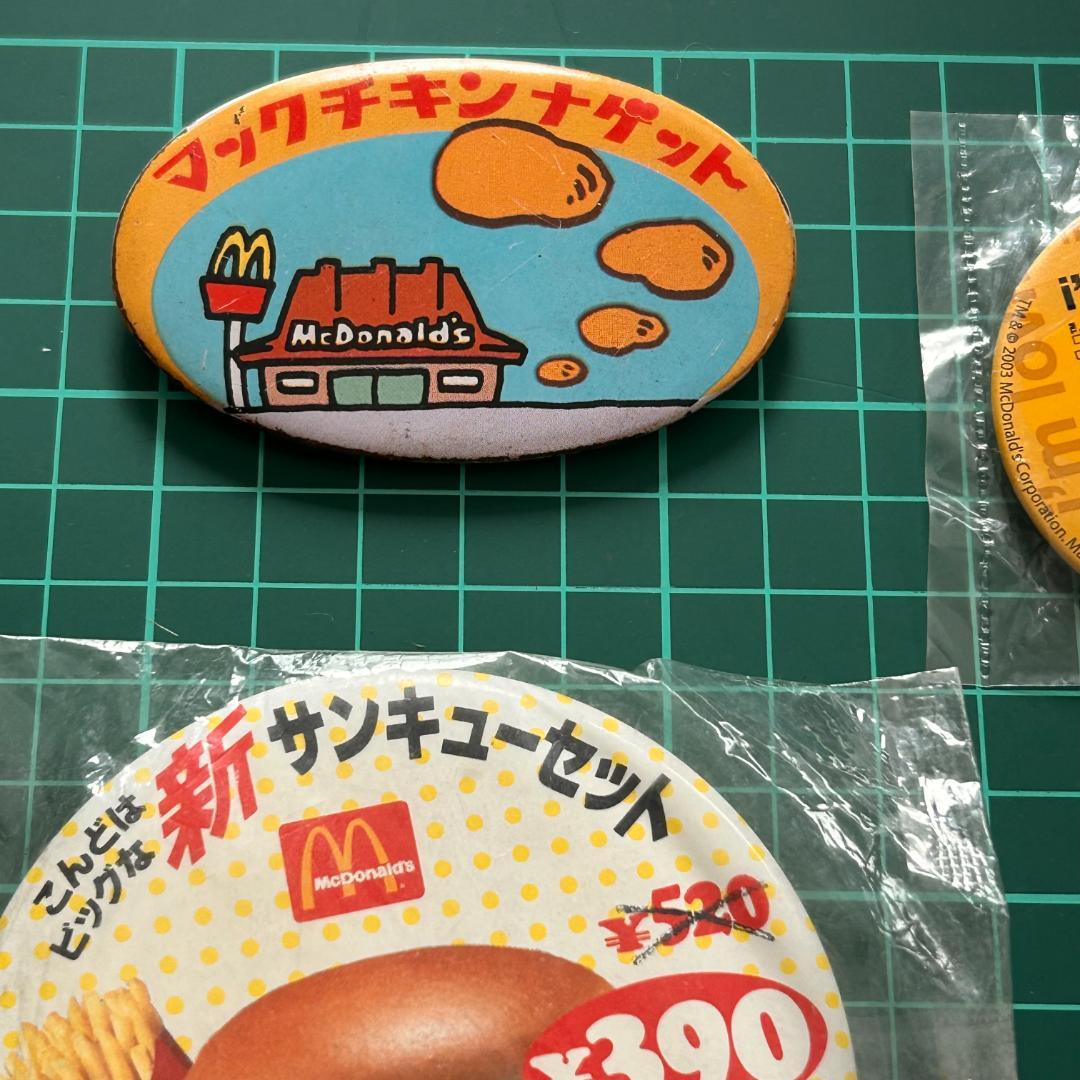 マックチキンナゲット
McDonald's
TM & © 2003 McDonald's Corporation.
こんどは
ビッグな
新
サンキューセット
McDonald's
¥520
¥390